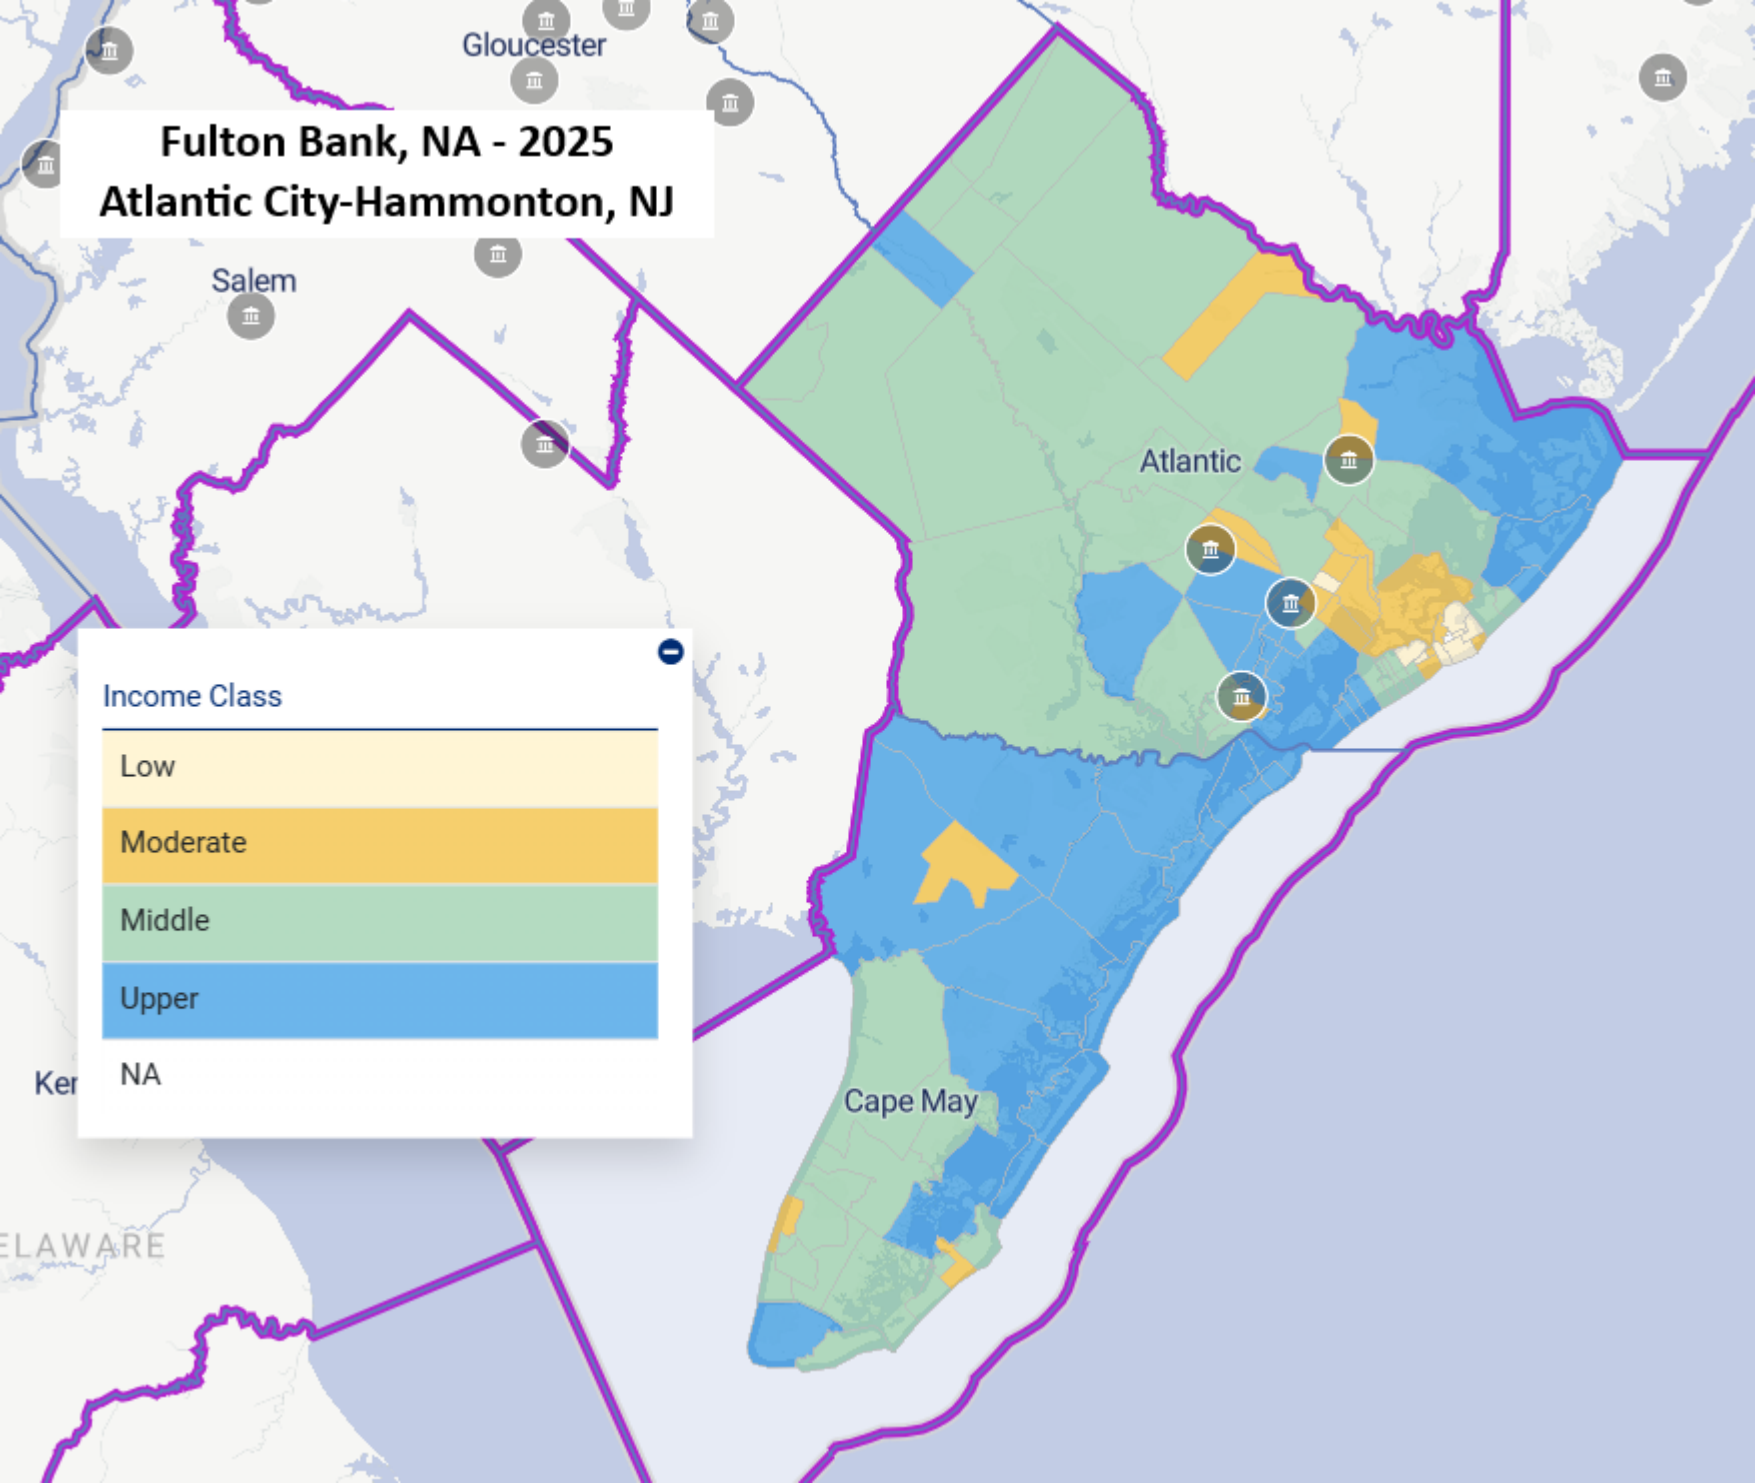 Gloucester
Fulton Bank, NA - 2025
Atlantic City-Hammonton, NJ
Salem
Atlantic
Income Class
Low
Moderate
Middle
Upper
NA
Ker
Cape May
ELAWARE